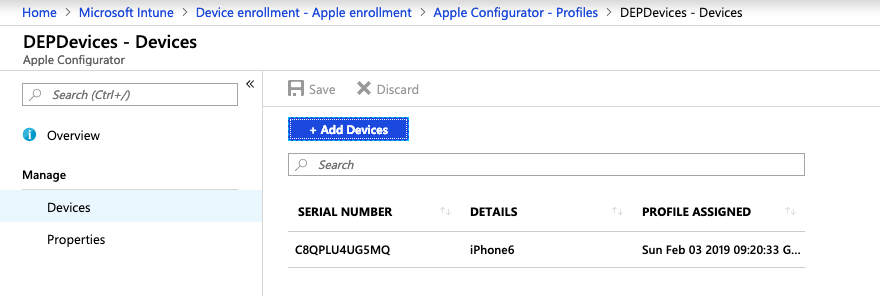 Home > Microsoft Intune > Device enrollment - Apple enrollment > Apple Configurator - Profiles > DEPDevices - Devices
DEPDevices - Devices
Apple Configurator
Search (Ctrl+/)
«
Overview
Manage
Devices
Properties
Save
Discard
+ Add Devices
Search
SERIAL NUMBER DETAILS PROFILE ASSIGNED
C8QPLU4UG5MQ iPhone6 Sun Feb 03 2019 09:20:33 G...